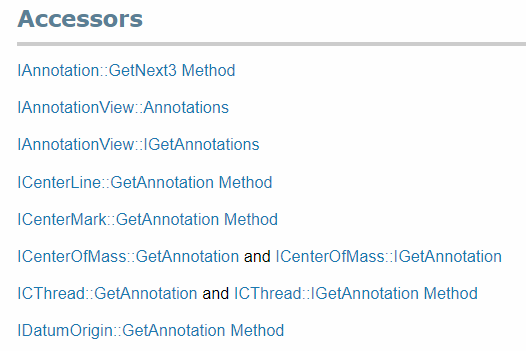 Accessors
IAnnotation::GetNext3 Method
IAnnotationView::Annotations
IAnnotationView::IGetAnnotations
ICenterLine::GetAnnotation Method
ICenterMark::GetAnnotation Method
ICenterOfMass::GetAnnotation and ICenterOfMass::IGetAnnotation
ICThread::GetAnnotation and ICThread::IGetAnnotation Method
IDatumOrigin::GetAnnotation Method